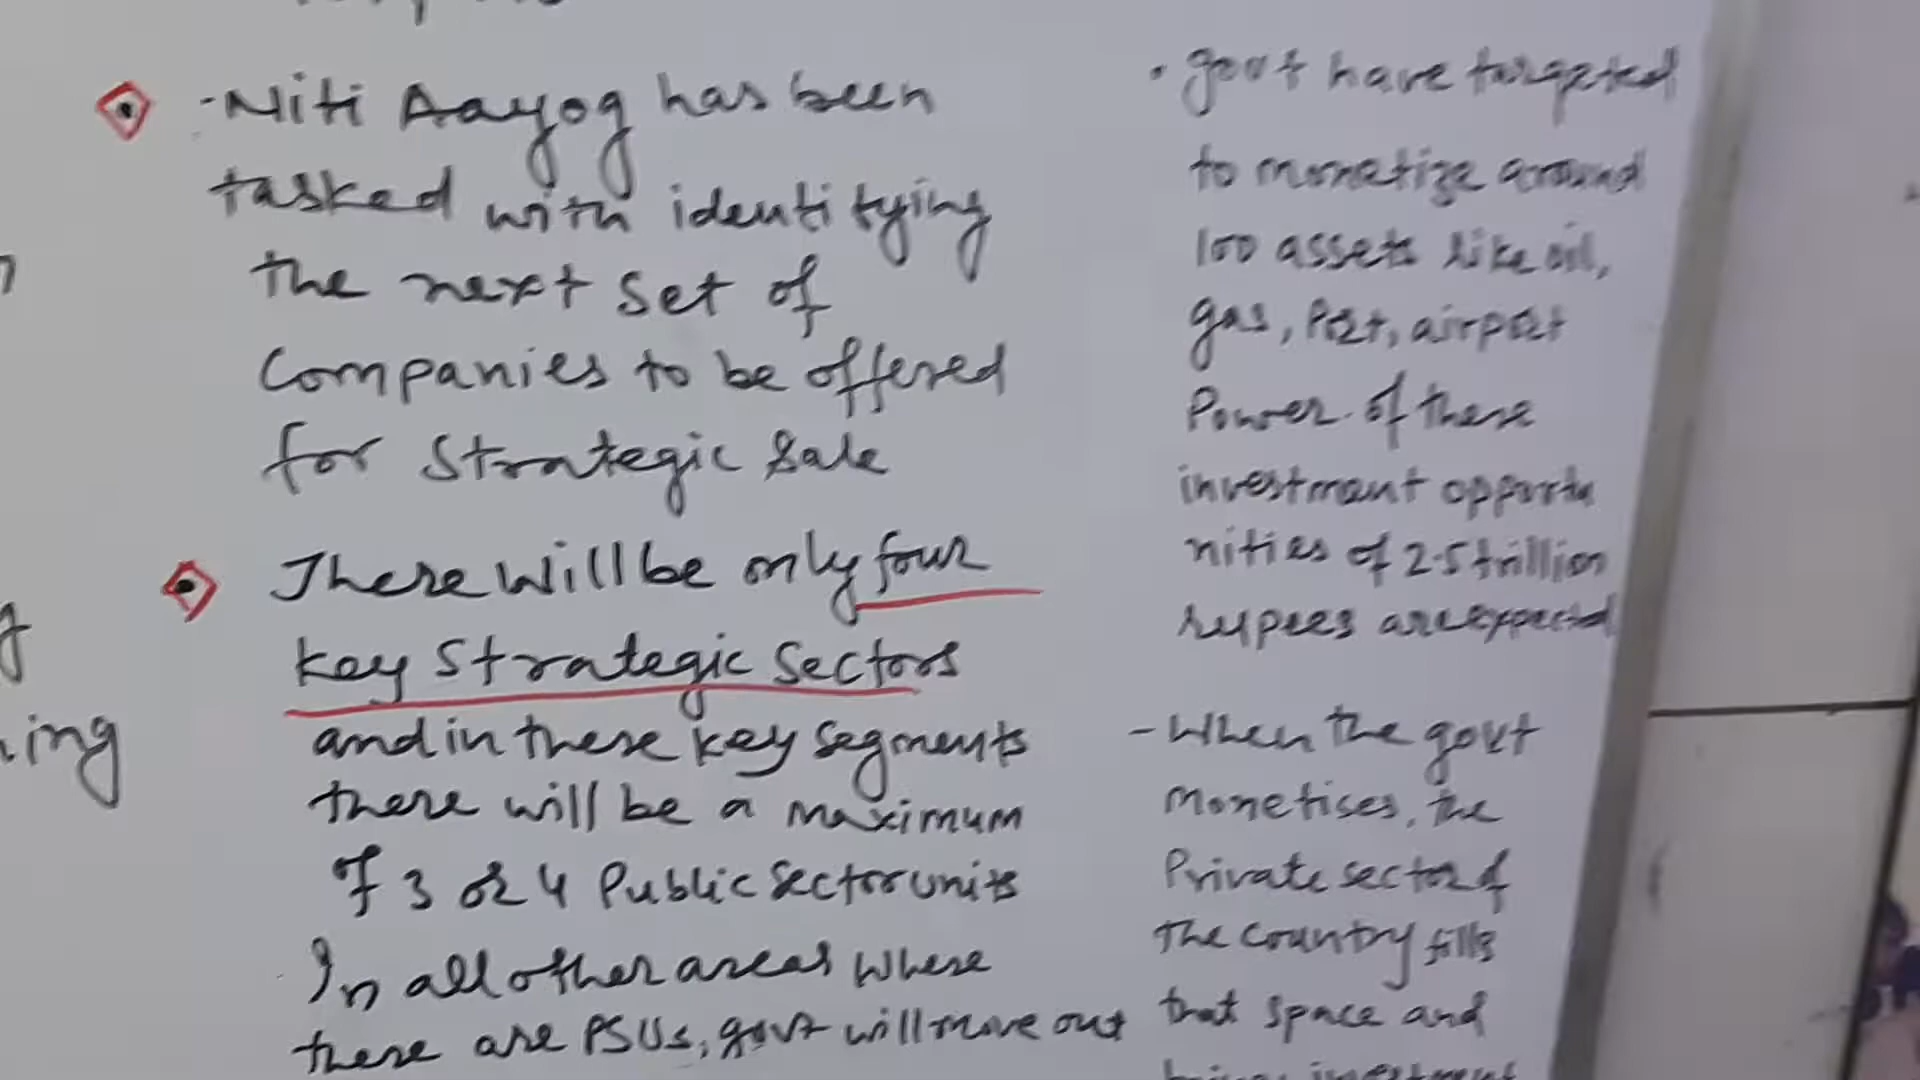 - Niti Aayog has been
tasked with identitying
the next set of
Companies to be offered
for Strategic Sale
There will be only four
key Strategic Sectors
and in these key segments
there will be a maximum
of 3 or 4 Public Sector units
In all other areas where
there are PSUs, govt will move out
• govt have targeted
to monetize around
100 assets like oil,
gas, Port, airport
Power. of these
investment opportu
nities of 2.5 trillion
rupees are expected
- When the govt
Monetises, the
Private sector of
the country fills
that space and